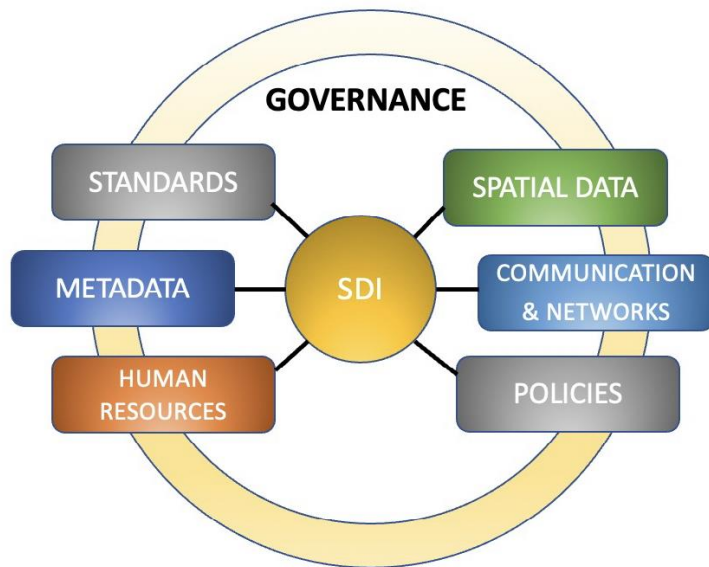 GOVERNANCE
STANDARDS
SPATIAL DATA
METADATA
SDI
COMMUNICATION
& NETWORKS
HUMAN
RESOURCES
POLICIES